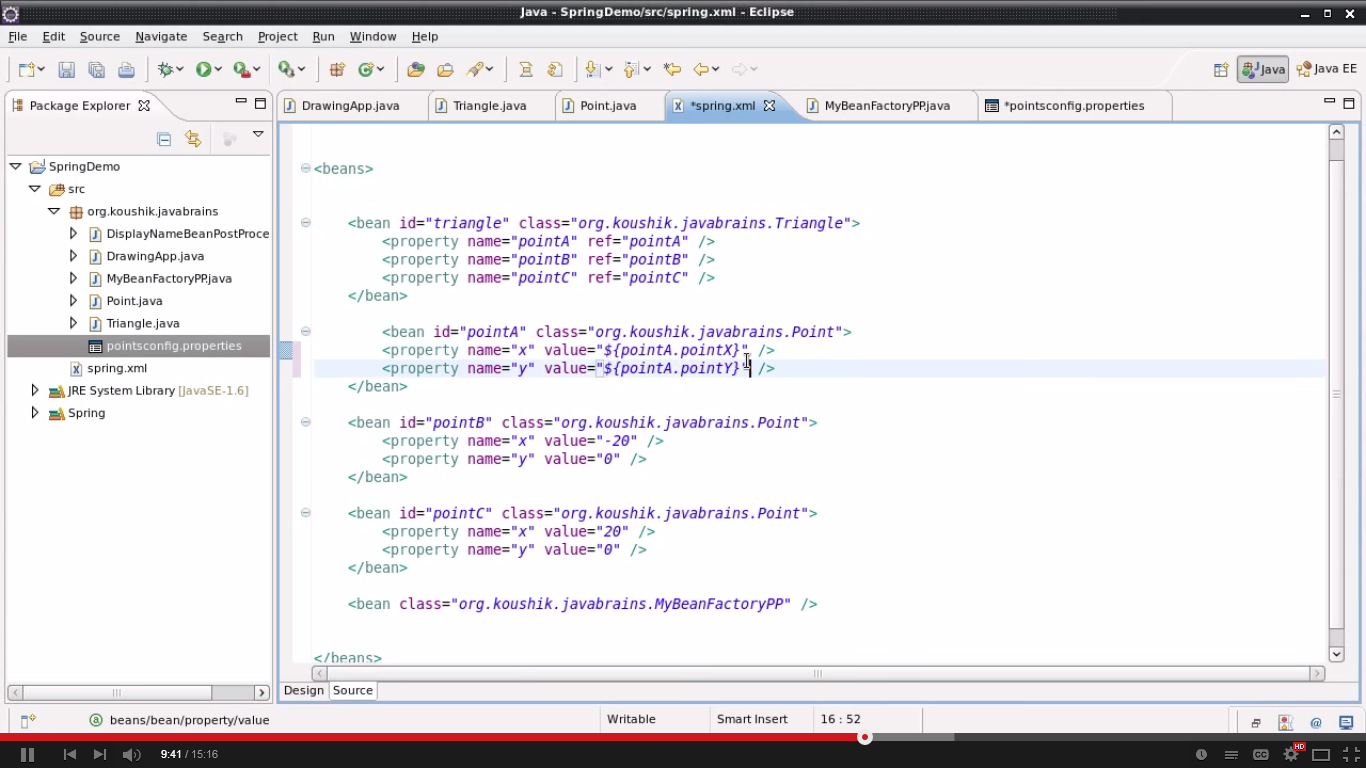 Java - SpringDemo/src/spring.xml - Eclipse
File Edit Source Navigate Search Project Run Window Help
Java Java EE
Package Explorer
DrawingApp.java Triangle.java Point.java *spring.xml MyBeanFactoryPP.java *pointsconfig.properties
SpringDemo
src
org.koushik.javabrains
DisplayNameBeanPostProce
DrawingApp.java
MyBeanFactoryPP.java
Point.java
Triangle.java
pointsconfig.properties
spring.xml
JRE System Library [JavaSE-1.6]
Spring
<beans>
<bean id="triangle" class="org.koushik.javabrains.Triangle">
<property name="pointA" ref="pointA" />
<property name="pointB" ref="pointB" />
<property name="pointC" ref="pointC" />
</bean>
<bean id="pointA" class="org.koushik.javabrains.Point">
<property name="x" value="${pointA.pointX}" />
<property name="y" value="${pointA.pointY}" />
</bean>
<bean id="pointB" class="org.koushik.javabrains.Point">
<property name="x" value="-20" />
<property name="y" value="0" />
</bean>
<bean id="pointC" class="org.koushik.javabrains.Point">
<property name="x" value="20" />
<property name="y" value="0" />
</bean>
<bean class="org.koushik.javabrains.MyBeanFactoryPP" />
</beans>
Design Source
beans/bean/property/value Writable Smart Insert 16 : 52
9:41 / 15:16 CC HD